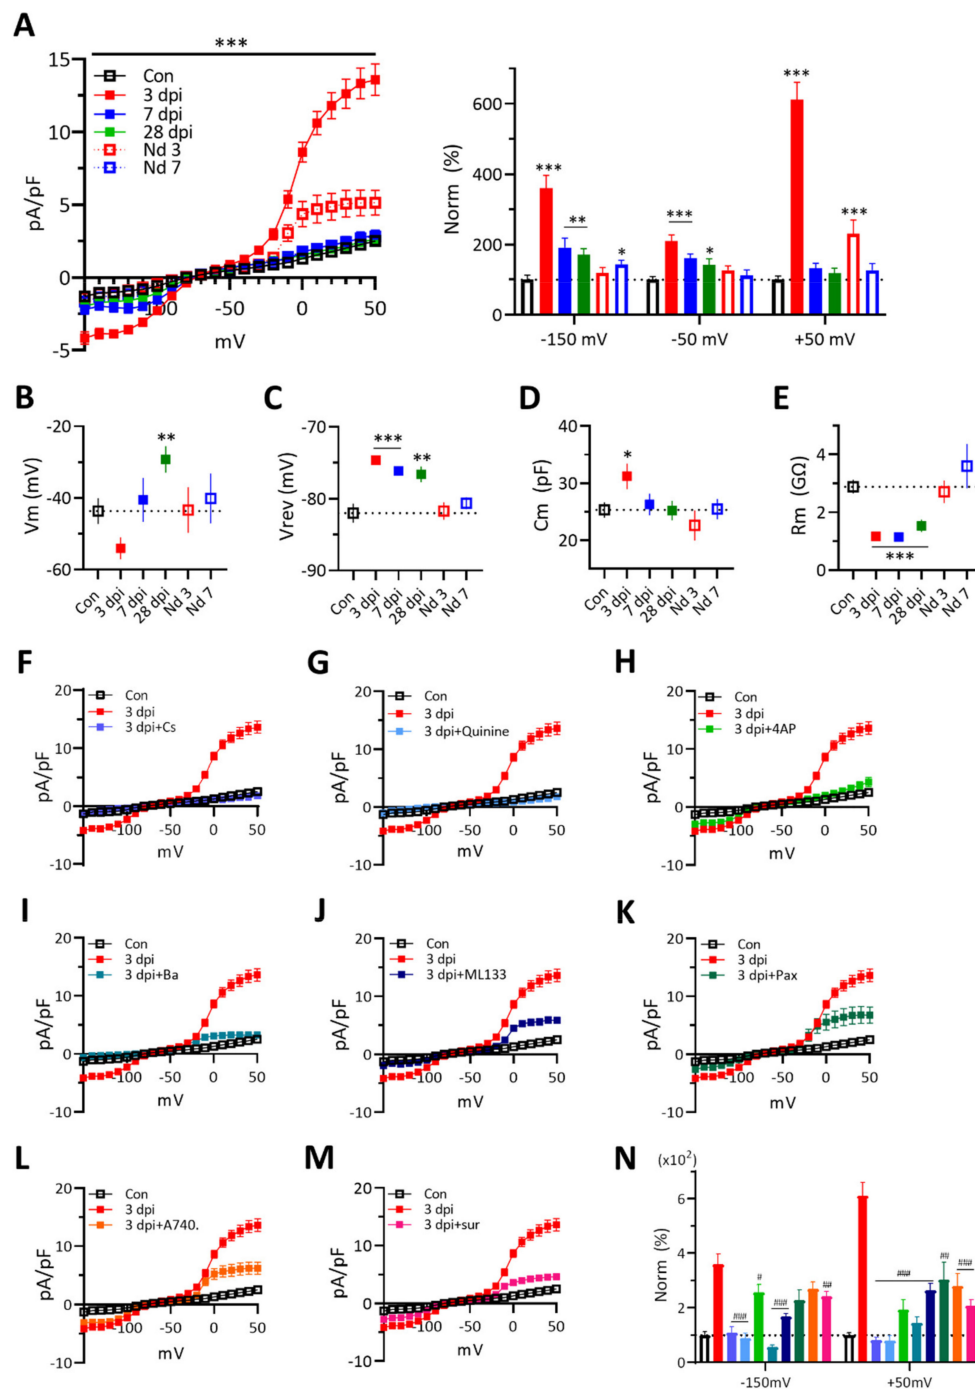 A
***
15
10
5
0
-5
pA/pF
Con
3 dpi
7 dpi
28 dpi
Nd 3
Nd 7
-100 -50 0 50
mV
Norm (%)
600
400
200
0
*** ** *
*** *
*** ***
-150 mV -50 mV +50 mV
B
Vm (mV)
-20
-40
-60
**
Con 3 dpi 7 dpi 28 dpi Nd 3 Nd 7
C
Vrev (mV)
-70
-80
-90
*** **
Con 3 dpi 7 dpi 28 dpi Nd 3 Nd 7
D
Cm (pF)
40
30
20
*
Con 3 dpi 7 dpi 28 dpi Nd 3 Nd 7
E
Rm (GΩ)
4
2
0
***
Con 3 dpi 7 dpi 28 dpi Nd 3 Nd 7
F
20
10
0
-10
pA/pF
Con
3 dpi
3 dpi+Cs
-100 -50 0 50
mV
G
20
10
0
-10
pA/pF
Con
3 dpi
3 dpi+Quinine
-100 -50 0 50
mV
H
20
10
0
-10
pA/pF
Con
3 dpi
3 dpi+4AP
-100 -50 0 50
mV
I
20
10
0
-10
pA/pF
Con
3 dpi
3 dpi+Ba
-100 -50 0 50
mV
J
20
10
0
-10
pA/pF
Con
3 dpi
3 dpi+ML133
-100 -50 0 50
mV
K
20
10
0
-10
pA/pF
Con
3 dpi
3 dpi+Pax
-100 -50 0 50
mV
L
20
10
0
-10
pA/pF
Con
3 dpi
3 dpi+A740.
-100 -50 0 50
mV
M
20
10
0
-10
pA/pF
Con
3 dpi
3 dpi+sur
-100 -50 0 50
mV
N
(x10²)
Norm (%)
6
4
2
0
### # ### ##
### ## ###
-150mV +50mV